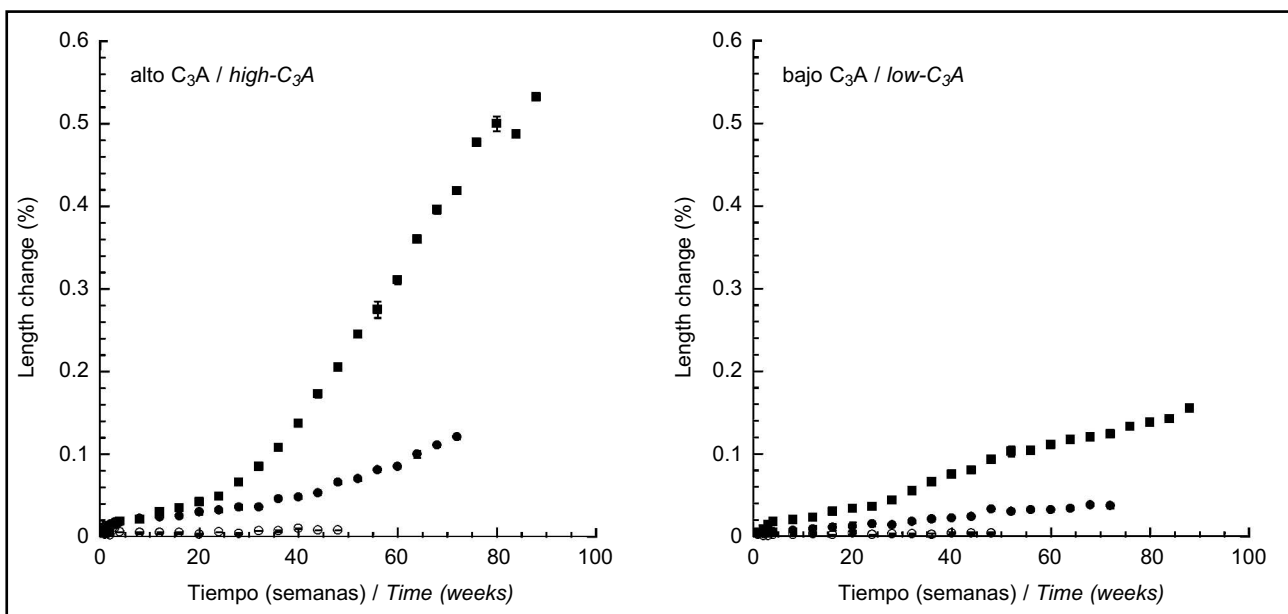 0.6
alto C₃A / high-C₃A
0.5
0.4
0.3
0.2
0.1
0
Length change (%)
0 20 40 60 80 100
Tiempo (semanas) / Time (weeks)
0.6
bajo C₃A / low-C₃A
0.5
0.4
0.3
0.2
0.1
0
Length change (%)
0 20 40 60 80 100
Tiempo (semanas) / Time (weeks)